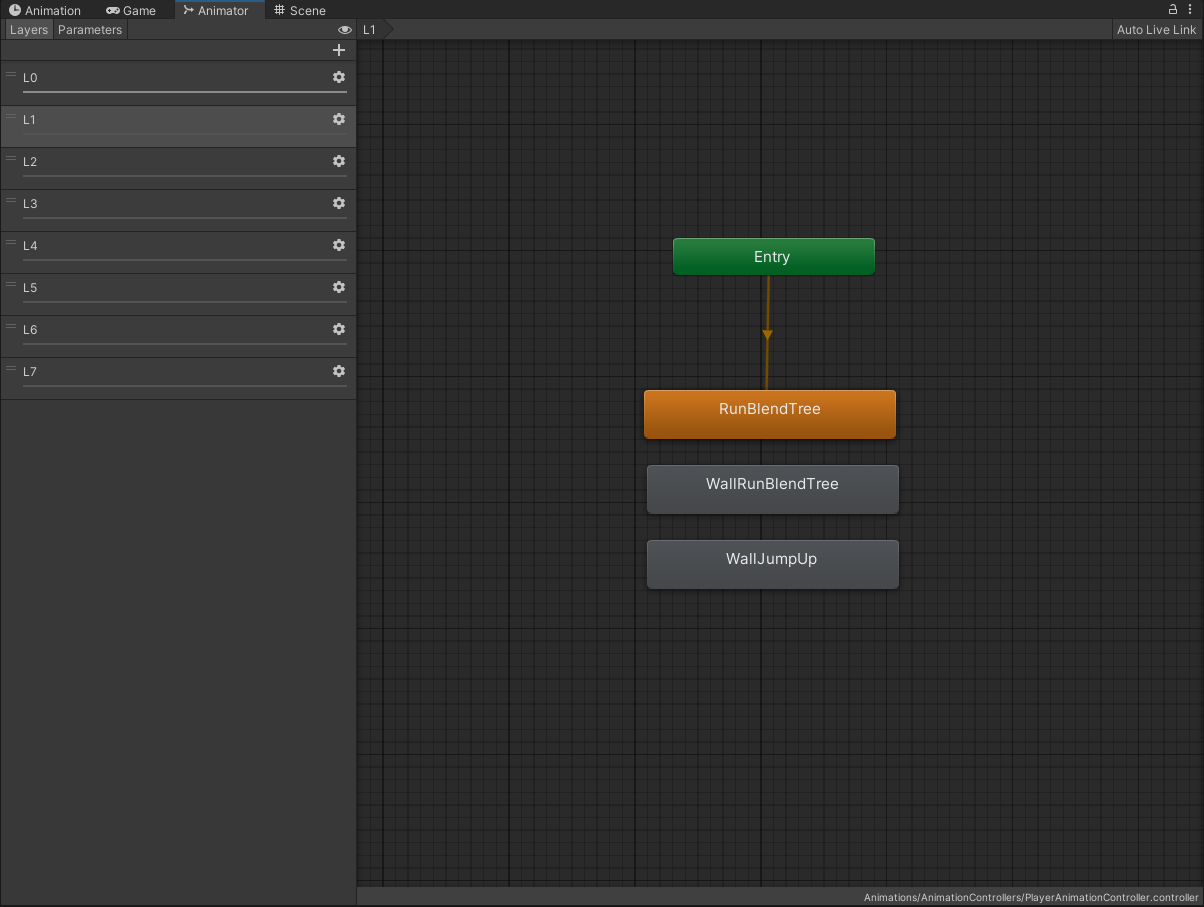 Animation Game Animator Scene
Layers Parameters L1 Auto Live Link
L0
L1
L2
L3
L4
L5
L6
L7
Entry
RunBlendTree
WallRunBlendTree
WallJumpUp
Animations/AnimationControllers/PlayerAnimationController.controller